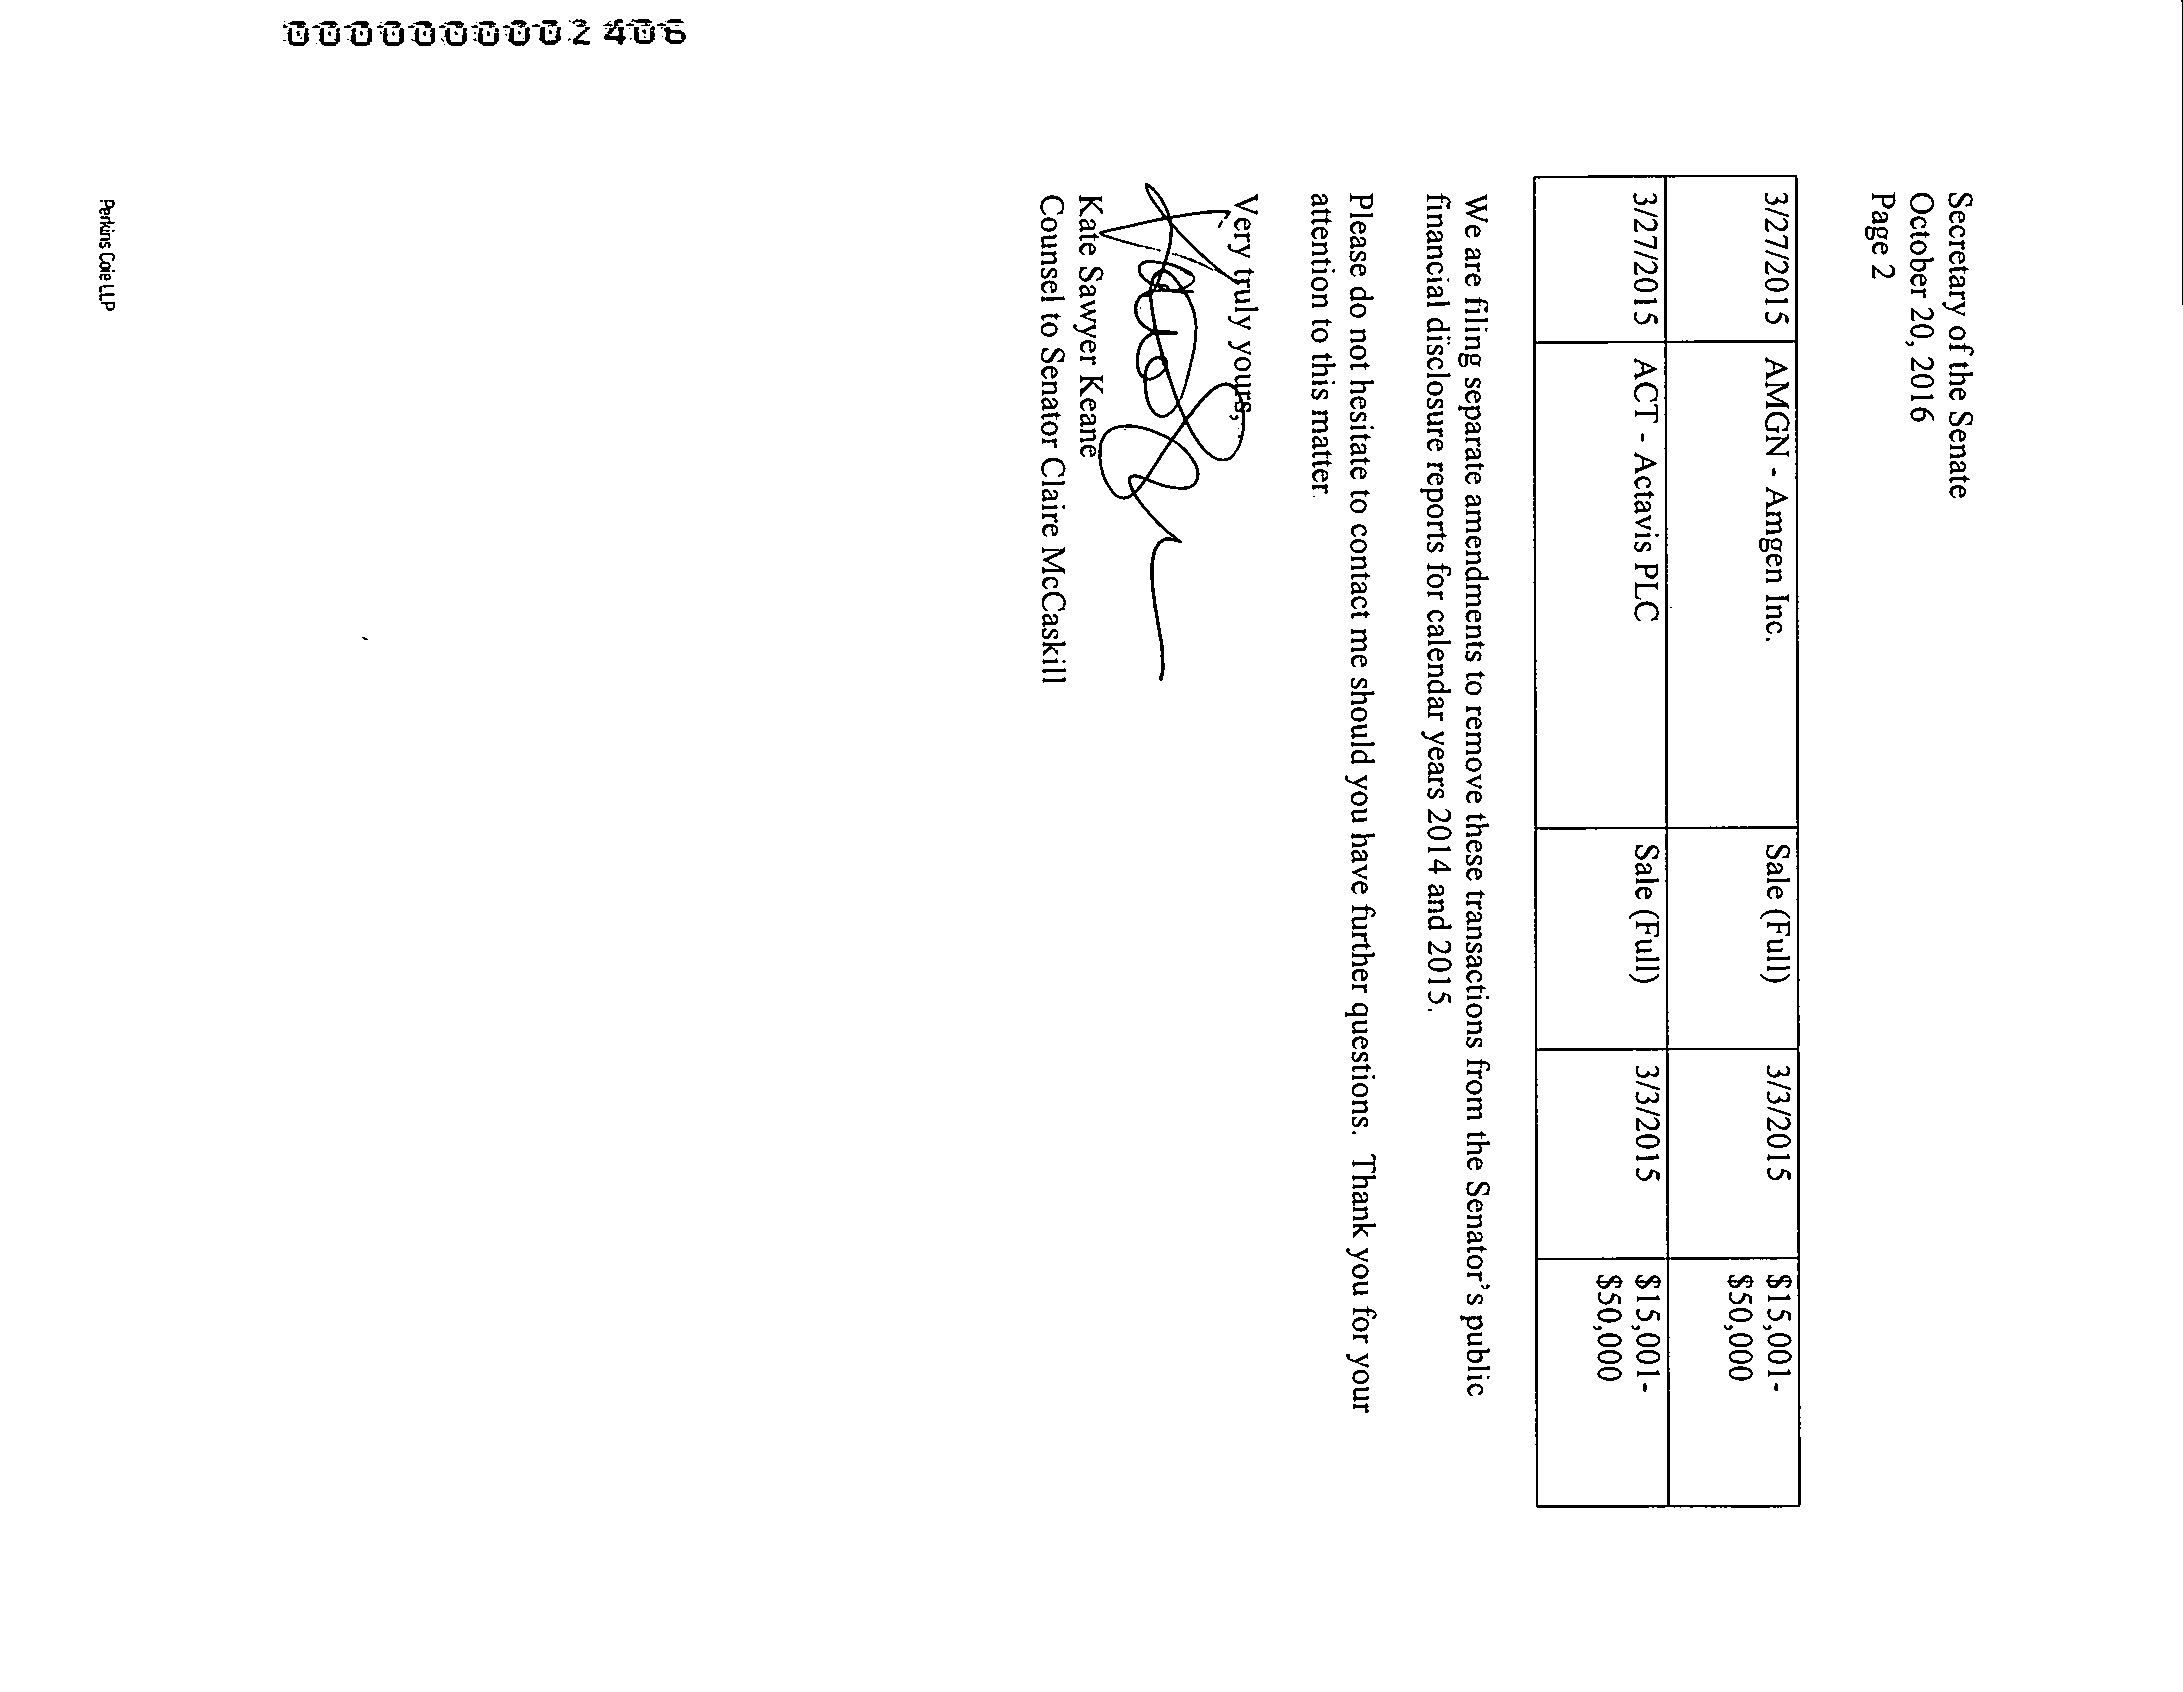 Secretary of the Senate
October 20, 2016
Page 2
3/27/2015 AMGN - Amgen Inc. Sale (Full) 3/3/2015 $15,001-
$50,000
3/27/2015 ACT - Actavis PLC Sale (Full) 3/3/2015 $15,001-
$50,000
We are filing separate amendments to remove these transactions from the Senator's public
financial disclosure reports for calendar years 2014 and 2015.
Please do not hesitate to contact me should you have further questions. Thank you for your
attention to this matter.
Very truly yours,
Kate Sawyer Keane
Counsel to Senator Claire McCaskill
Perkins Coie LLP
0000000002406